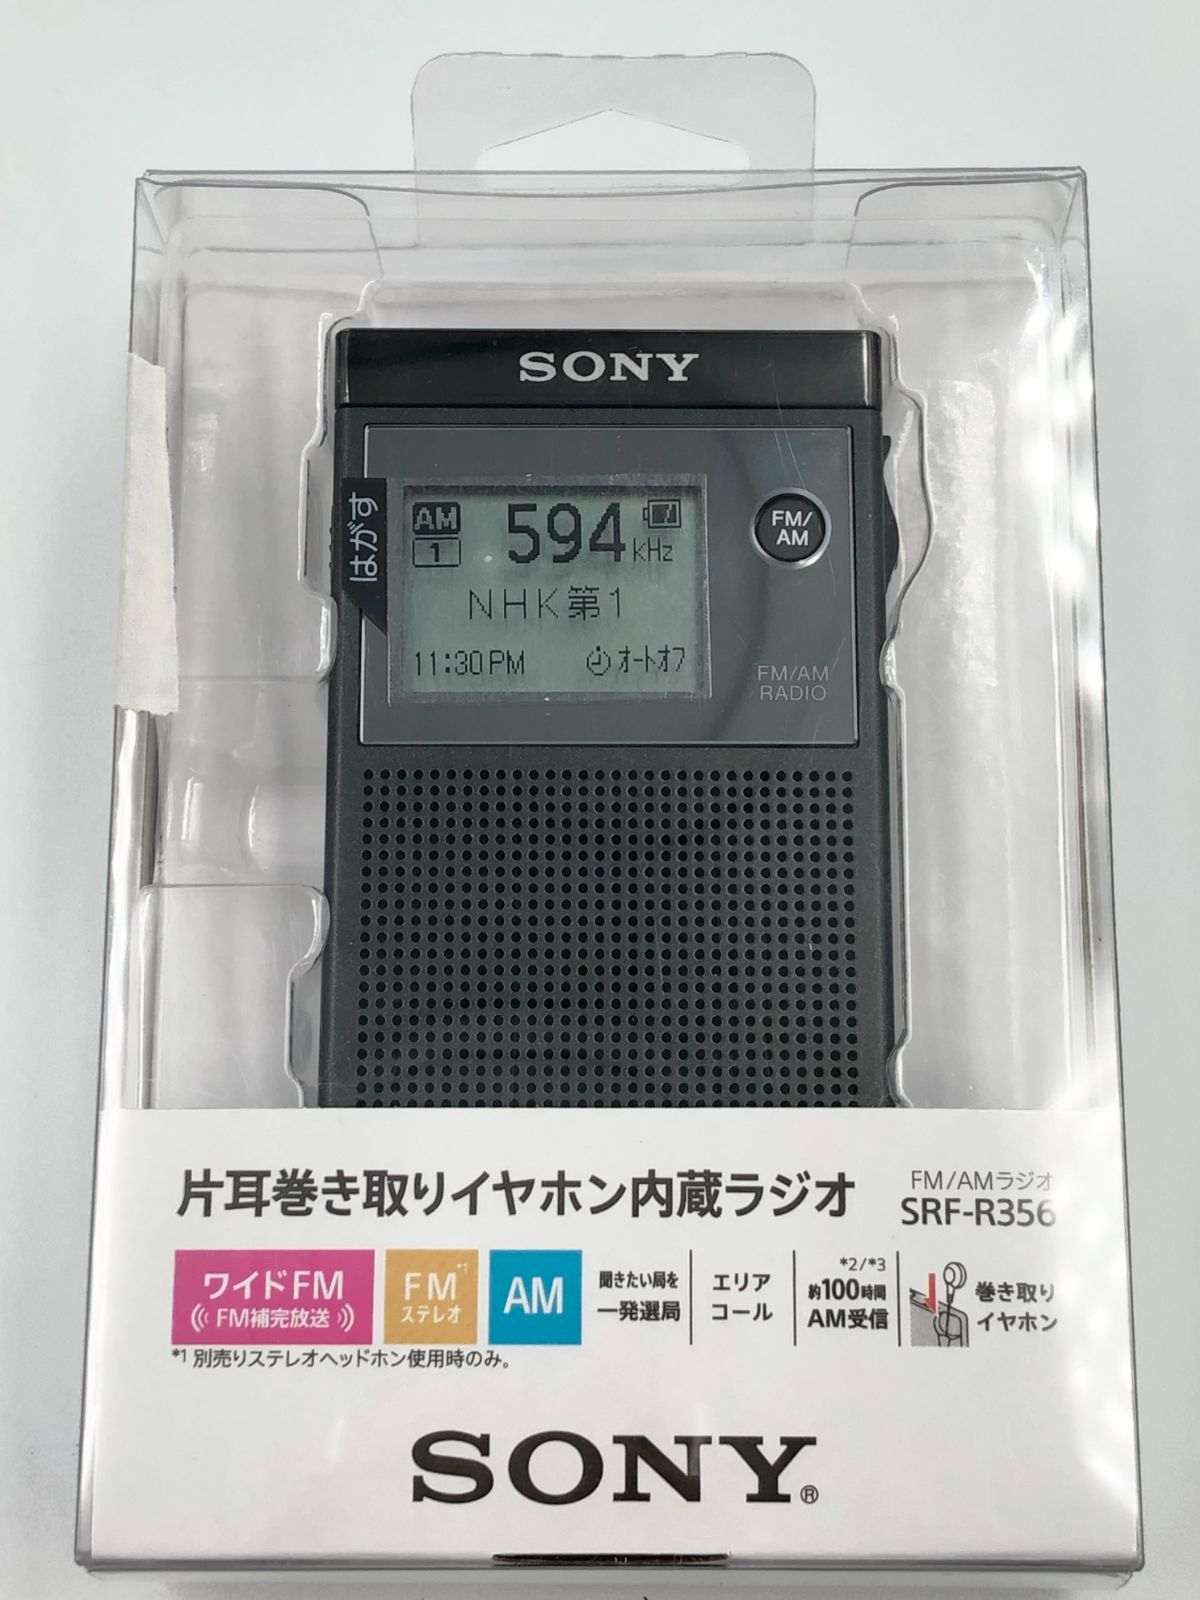 SONY
はがす
AM
1
594 kHz
NHK第1
11:30PM
オートオフ
FM/
AM
FM/AM
RADIO
片耳巻き取りイヤホン内蔵ラジオ
FM/AMラジオ
SRF-R356
ワイドFM
FM補完放送
FM*1
ステレオ
AM
聞きたい局を
一発選局
エリア
コール
*2/*3
約100時間
AM受信
巻き取り
イヤホン
*1 別売りステレオヘッドホン使用時のみ。
SONY®